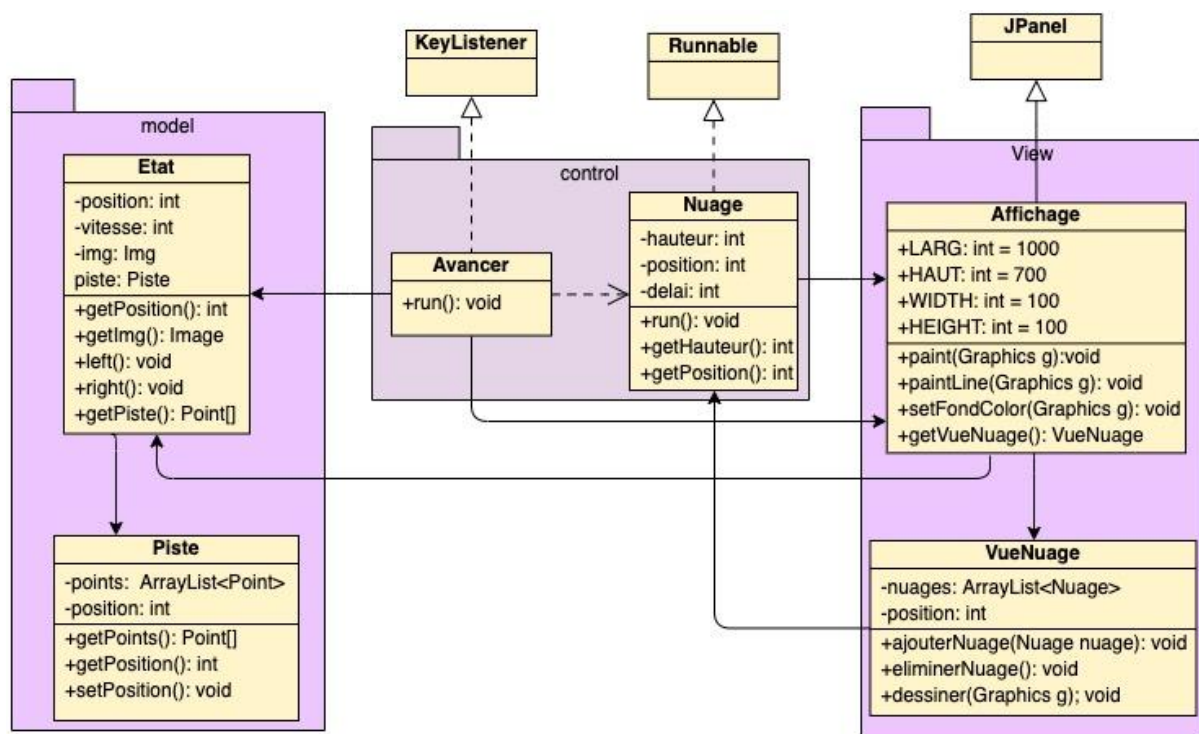 KeyListener
Runnable
JPanel
model
Etat
-position: int
-vitesse: int
-img: Img
piste: Piste
+getPosition(): int
+getImg(): Image
+left(): void
+right(): void
+getPiste(): Point[]
Piste
-points: ArrayList<Point>
-position: int
+getPoints(): Point[]
+getPosition(): int
+setPosition(): void
control
Avancer
+run(): void
Nuage
-hauteur: int
-position: int
-delai: int
+run(): void
+getHauteur(): int
+getPosition(): int
View
Affichage
+LARG: int = 1000
+HAUT: int = 700
+WIDTH: int = 100
+HEIGHT: int = 100
+paint(Graphics g):void
+paintLine(Graphics g): void
+setFondColor(Graphics g): void
+getVueNuage(): VueNuage
VueNuage
-nuages: ArrayList<Nuage>
-position: int
+ajouterNuage(Nuage nuage): void
+eliminerNuage(): void
+dessiner(Graphics g); void